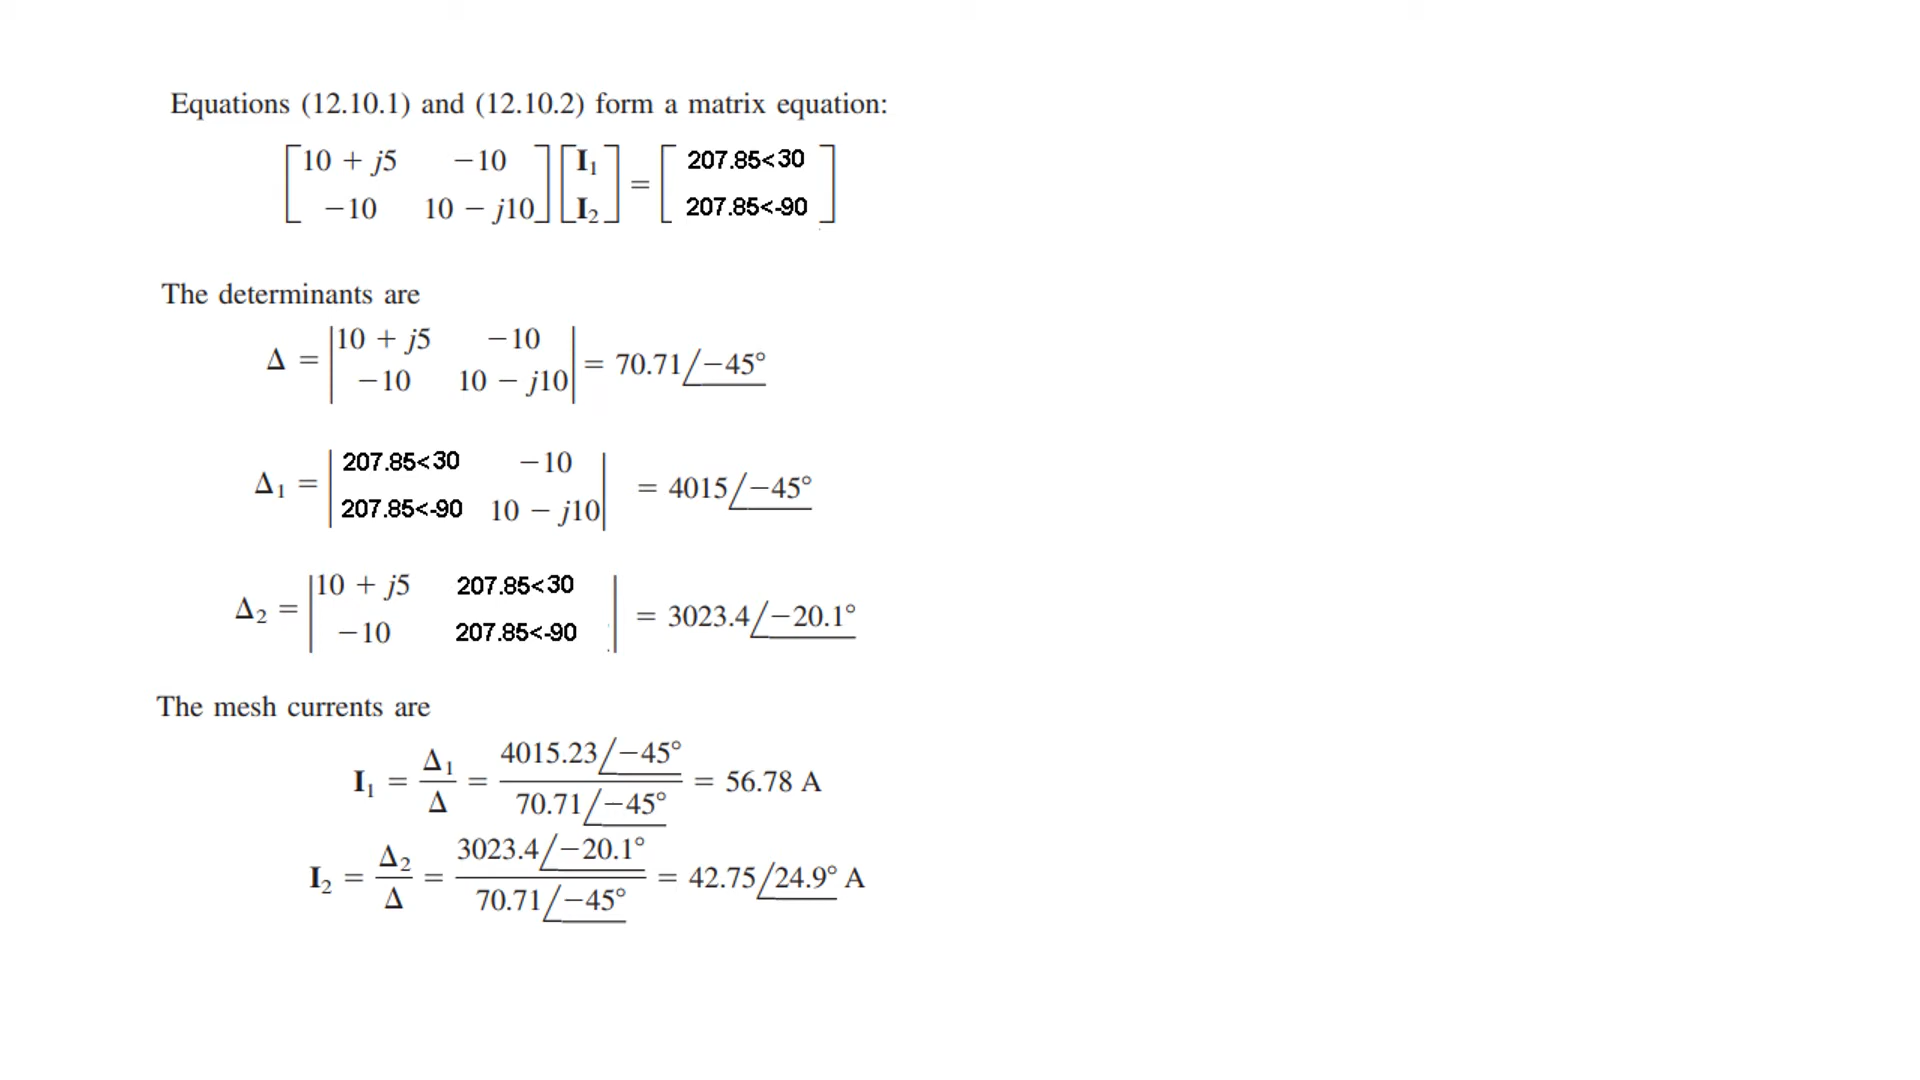 Equations (12.10.1) and (12.10.2) form a matrix equation:
[10 + j5 −10; −10 10 − j10] [I₁; I₂] = [207.85<30; 207.85<-90]
The determinants are
Δ = |10 + j5 −10; −10 10 − j10| = 70.71/−45°
Δ₁ = |207.85<30 −10; 207.85<-90 10 − j10| = 4015/−45°
Δ₂ = |10 + j5 207.85<30; −10 207.85<-90| = 3023.4/−20.1°
The mesh currents are
I₁ = Δ₁/Δ = 4015.23/−45° / 70.71/−45° = 56.78 A
I₂ = Δ₂/Δ = 3023.4/−20.1° / 70.71/−45° = 42.75/24.9° A